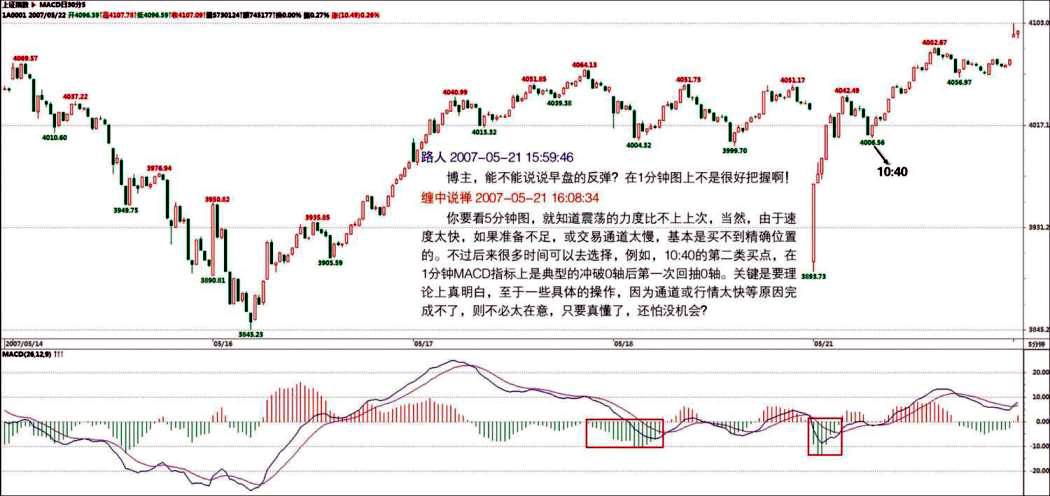 上证指数 ▶ MACD日30分5
1A0001 2007/05/22 开4096.59↑高4107.78↑低4096.59↑收4107.09↑量5730124↑额745177↑换0.00% 振0.27% 涨(10.49)0.26%
4103.09
4069.57
4037.22
4010.60
3976.94
3949.75
3950.82
3890.81
3845.23
3935.85
3905.59
4040.99
4015.32
4051.85
4039.38
4064.13
4004.32
4051.75
3999.70
4051.17
3893.73
4042.49
4006.56
4056.97
10:40
4017.1
3931.2
3845.2
路人 2007-05-21 15:59:46
博主，能不能说说早盘的反弹？在1分钟图上不是很好把握啊！
缠中说禅 2007-05-21 16:08:34
你要看5分钟图，就知道震荡的力度比不上上次，当然，由于速
度太快，如果准备不足，或交易通道太慢，基本是买不到精确位置
的。不过后来很多时间可以去选择，例如，10:40的第二类买点，在
1分钟MACD指标上是典型的冲破0轴后第一次回抽0轴。关键是要理
论上真明白，至于一些具体的操作，因为通道或行情太快等原因完
成不了，则不必太在意，只要真懂了，还怕没机会？
2007/05/14 05/16 05/17 05/18 05/21 5分钟
MACD(26,12,9) ↑↑↑
20.00
10.00
0.00
-10.00
-20.00